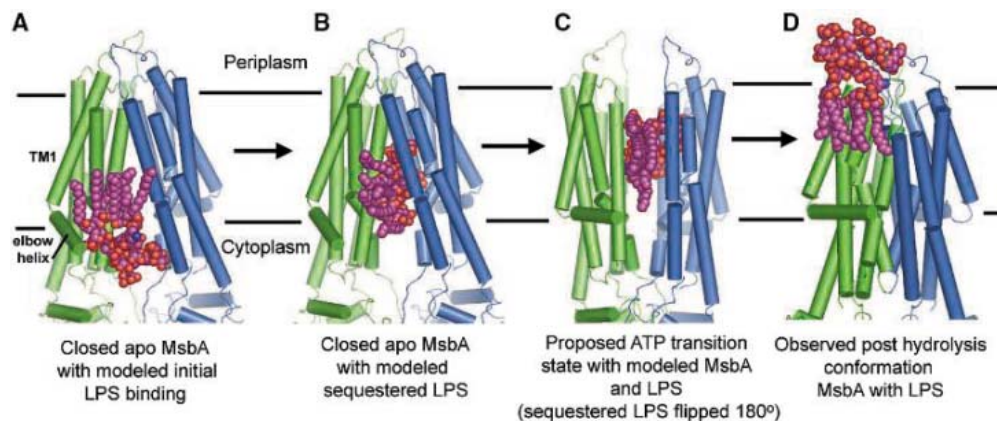 A
B
C
D
Periplasm
TM1
elbow
helix
Cytoplasm
Closed apo MsbA
with modeled initial
LPS binding
Closed apo MsbA
with modeled
sequestered LPS
Proposed ATP transition
state with modeled MsbA
and LPS
(sequestered LPS flipped 180º)
Observed post hydrolysis
conformation
MsbA with LPS